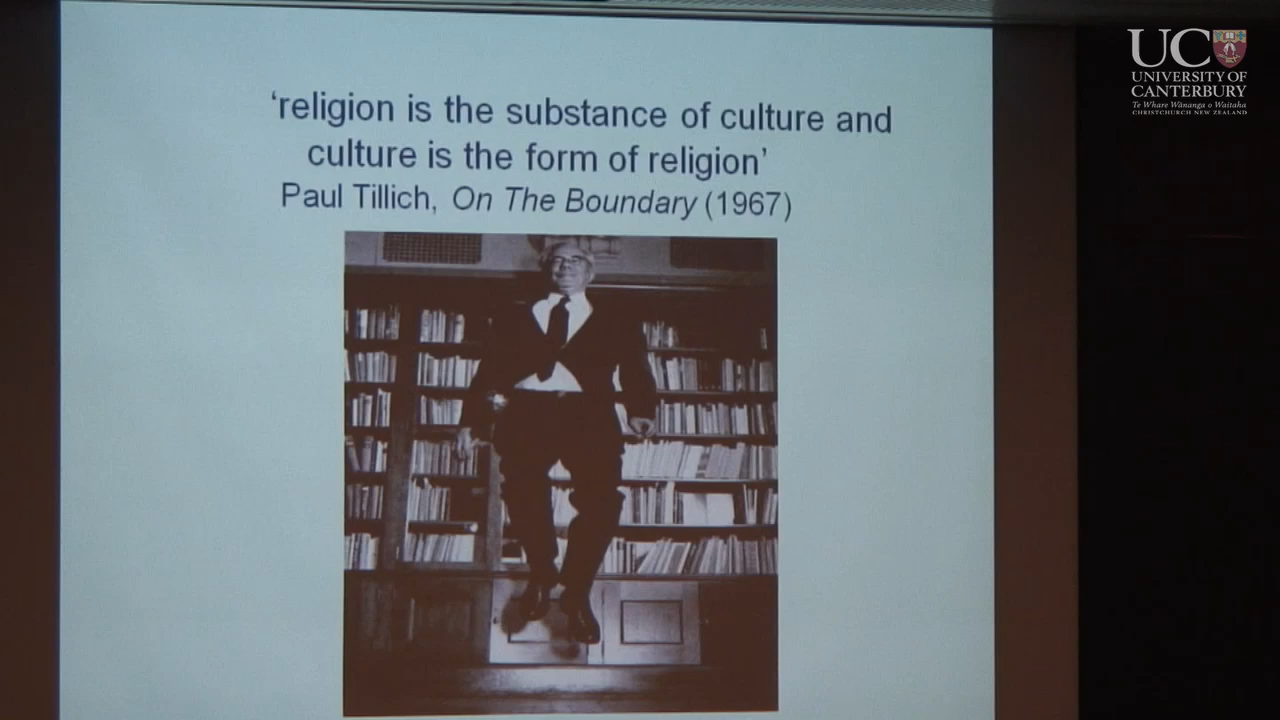 ‘religion is the substance of culture and
culture is the form of religion’
Paul Tillich, On The Boundary (1967)
UC
UNIVERSITY OF
CANTERBURY
Te Whare Wānanga o Waitaha
CHRISTCHURCH NEW ZEALAND